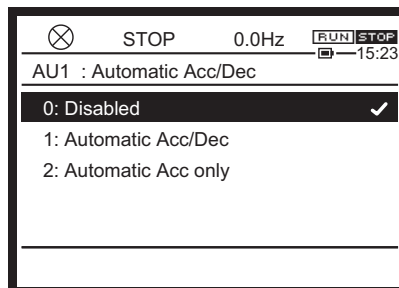 STOP 0.0Hz RUN STOP
15:23
AU1 : Automatic Acc/Dec
0: Disabled
1: Automatic Acc/Dec
2: Automatic Acc only